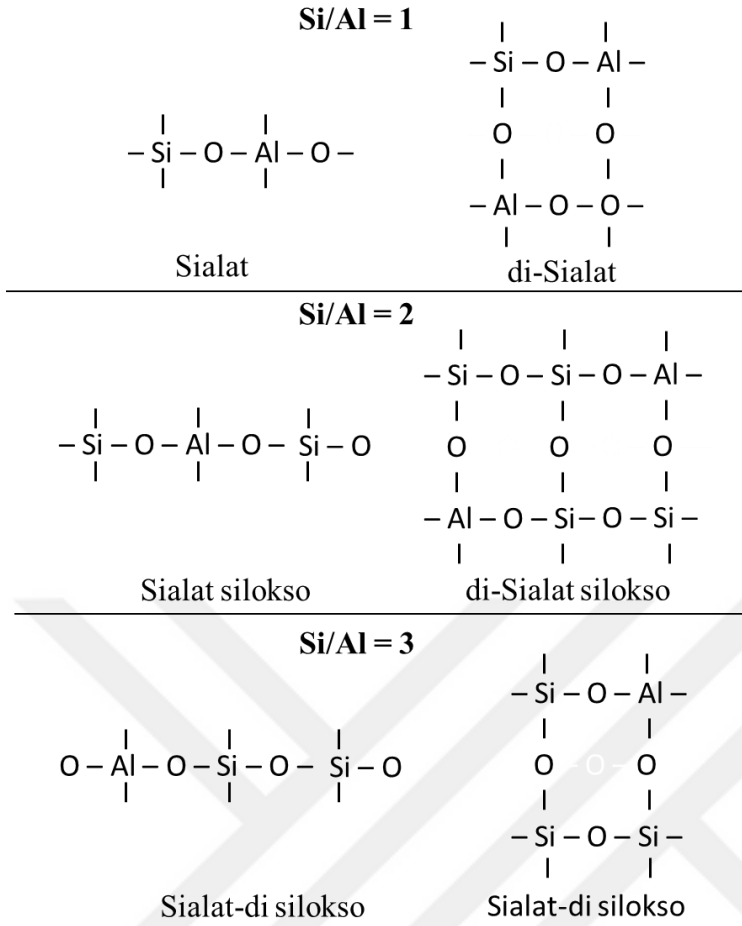 Si/Al = 1
– Si – O – Al – O –
Sialat
– Si – O – Al –
O O
– Al – O – O –
di-Sialat
Si/Al = 2
– Si – O – Al – O – Si – O
Sialat silokso
– Si – O – Si – O – Al –
O O O
– Al – O – Si – O – Si –
di-Sialat silokso
Si/Al = 3
O – Al – O – Si – O – Si – O
Sialat-di silokso
– Si – O – Al –
O – O – O
– Si – O – Si –
Sialat-di silokso